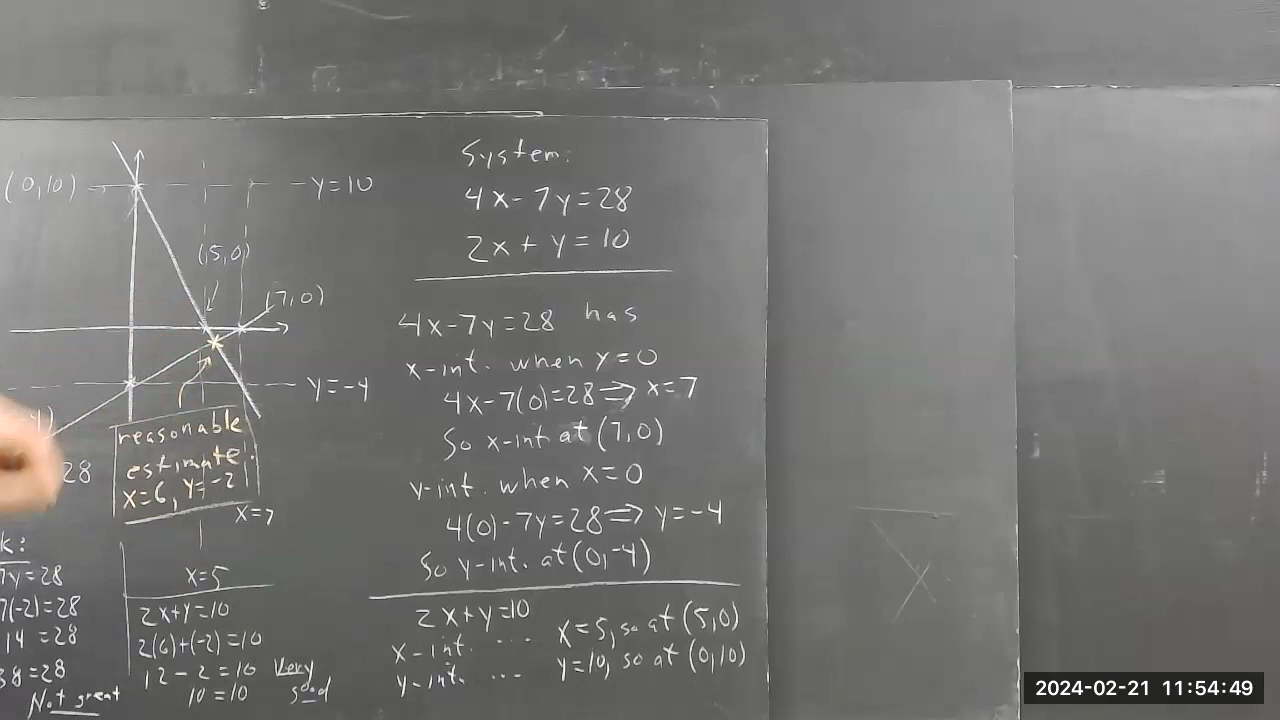 (0,10)
y=10
(5,0)
(7,0)
y=-4
reasonable
estimate:
x=6, y=-2
28
x=7
x=5
k:
7y=28
7(-2)=28
14 =28
38=28
Not great
2x+y=10
2(6)+(-2)=10
12-2=10
10=10
Very
good
System:
4x-7y=28
2x+y=10
4x-7y=28 has
x-int. when y=0
4x-7(0)=28⟹x=7
So x-int at (7,0)
y-int. when x=0
4(0)-7y=28⟹y=-4
So y-int. at (0,-4)
2x+y=10
x-int. ... x=5, so at (5,0)
y-int. ... y=10, so at (0,10)
2024-02-21 11:54:49